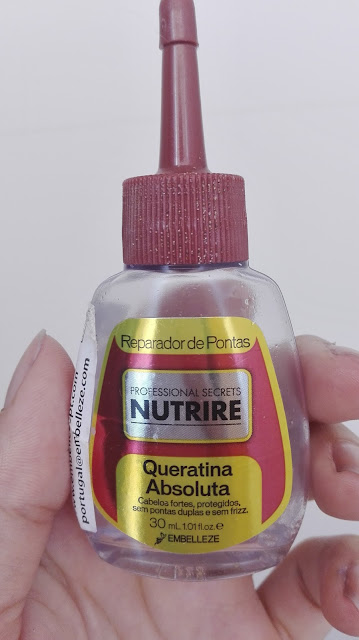 Reparador de Pontas
PROFESSIONAL SECRETS
NUTRIRE
Queratina
Absoluta
Cabelos fortes, protegidos,
sem pontas duplas e sem frizz.
30 mL 1.01 fl.oz. e
by EMBELLEZE
portugal@embelleze.com